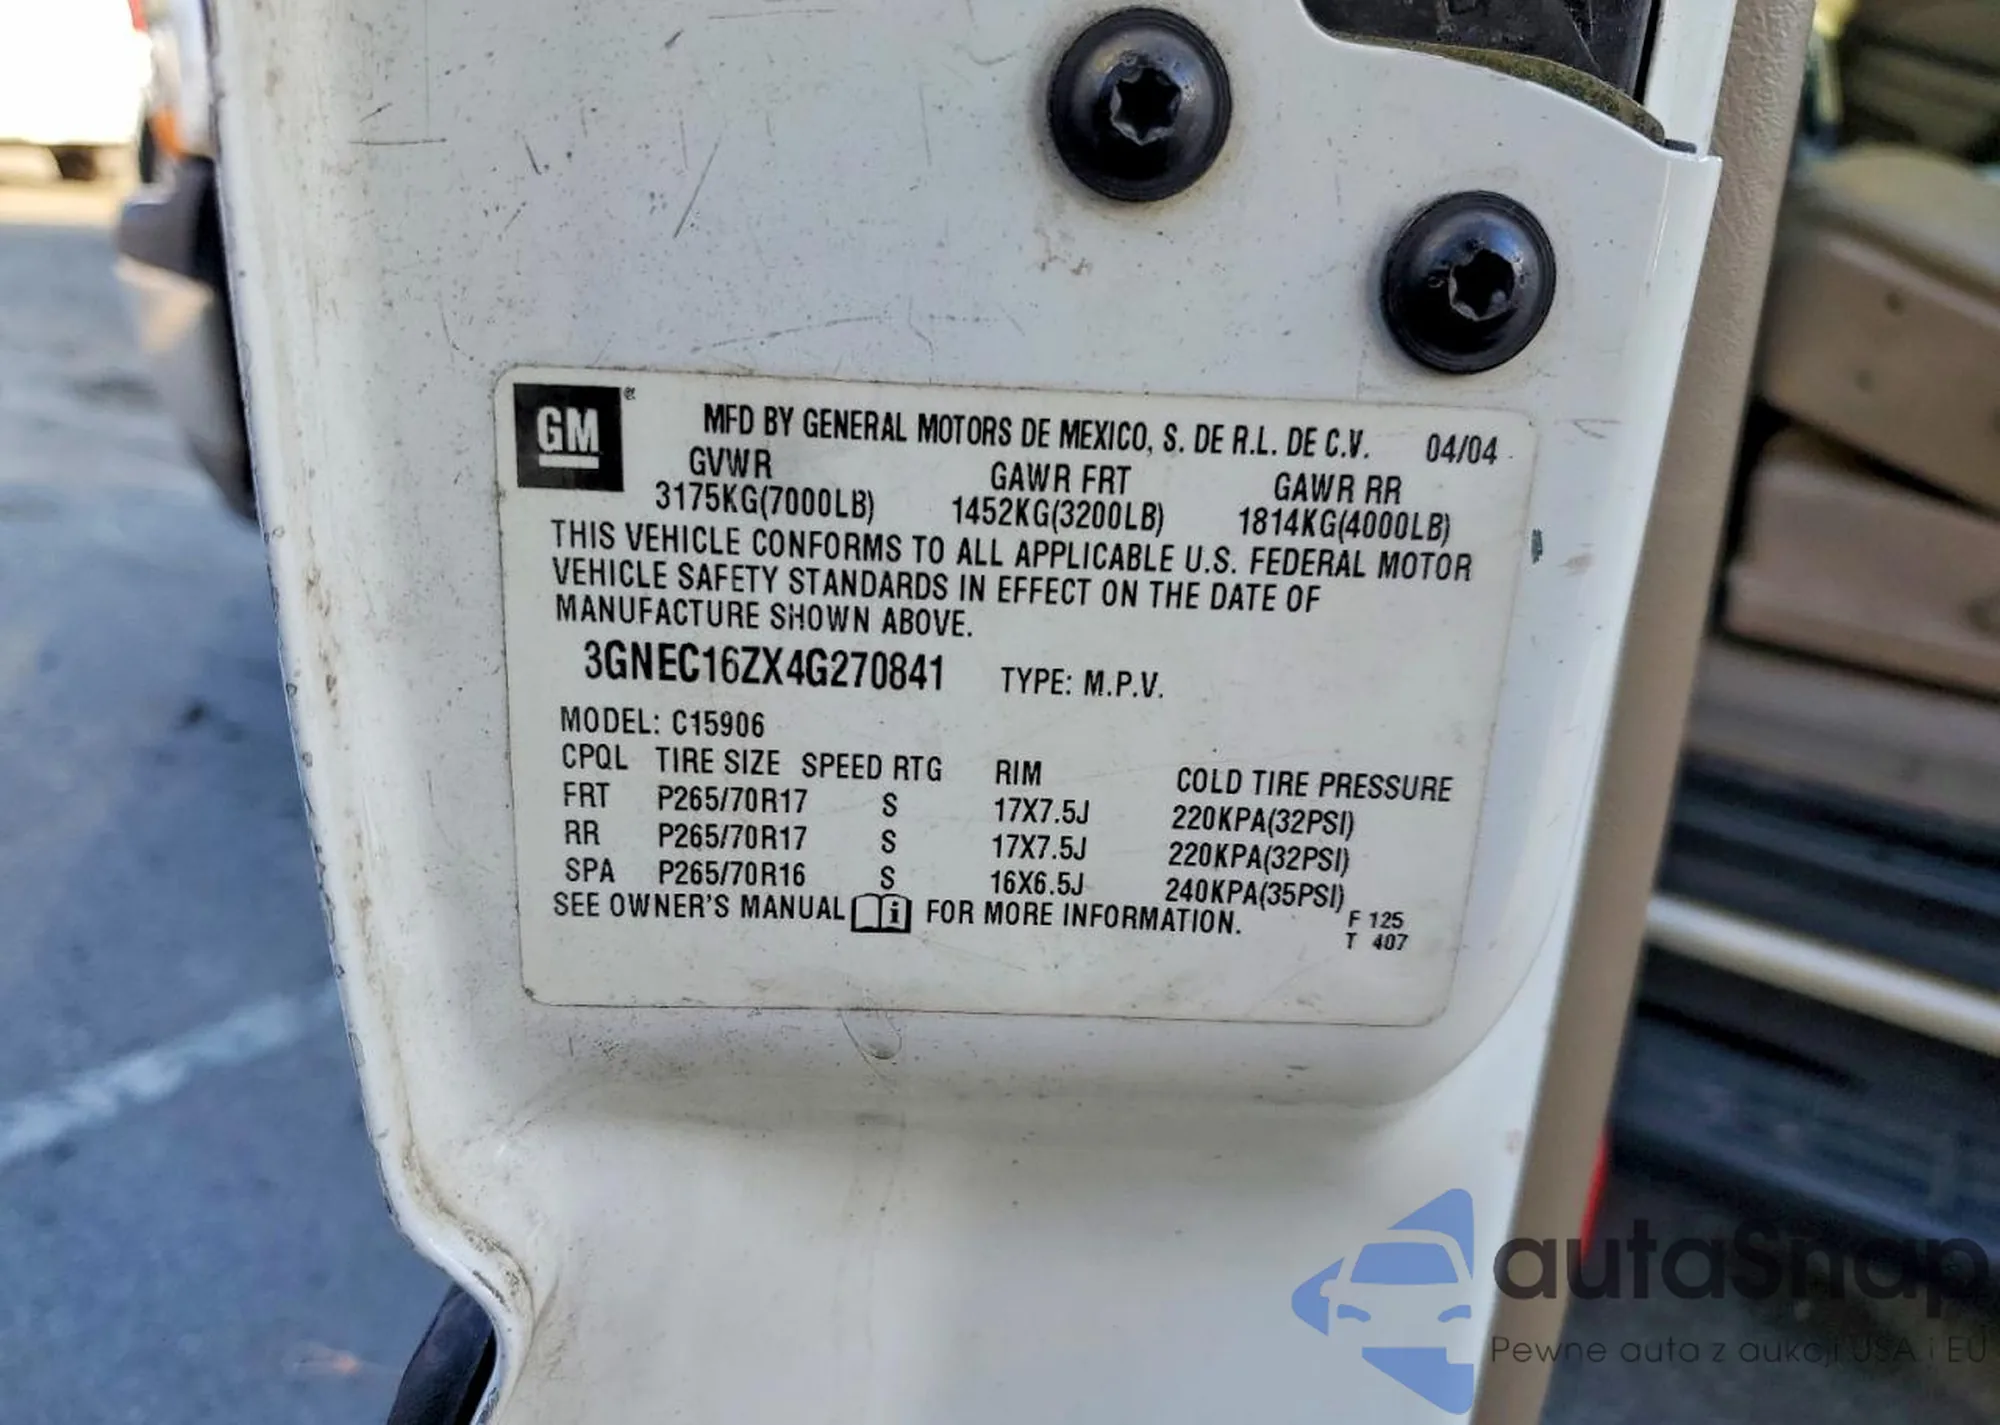 GM®
MFD BY GENERAL MOTORS DE MEXICO, S. DE R.L. DE C.V. 04/04
GVWR GAWR FRT GAWR RR
3175KG(7000LB) 1452KG(3200LB) 1814KG(4000LB)
THIS VEHICLE CONFORMS TO ALL APPLICABLE U.S. FEDERAL MOTOR
VEHICLE SAFETY STANDARDS IN EFFECT ON THE DATE OF
MANUFACTURE SHOWN ABOVE.
3GNEC16ZX4G270841 TYPE: M.P.V.
MODEL: C15906
CPQL TIRE SIZE SPEED RTG RIM COLD TIRE PRESSURE
FRT P265/70R17 S 17X7.5J 220KPA(32PSI)
RR P265/70R17 S 17X7.5J 220KPA(32PSI)
SPA P265/70R16 S 16X6.5J 240KPA(35PSI)
SEE OWNER'S MANUAL i FOR MORE INFORMATION.
F 125
T 407
autaSnap
Pewne auta z aukcji USA i EU